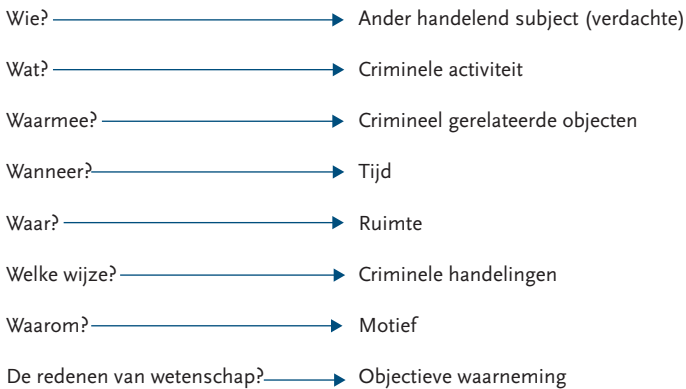 Wie? Ander handelend subject (verdachte)
Wat? Criminele activiteit
Waarmee? Crimineel gerelateerde objecten
Wanneer? Tijd
Waar? Ruimte
Welke wijze? Criminele handelingen
Waarom? Motief
De redenen van wetenschap? Objectieve waarneming